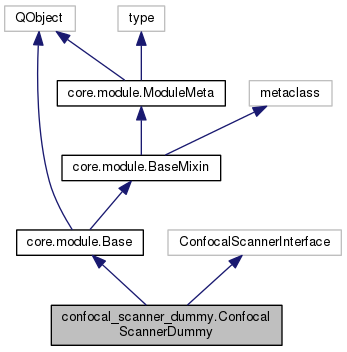 QObject
type
core.module.ModuleMeta
metaclass
core.module.BaseMixin
core.module.Base
ConfocalScannerInterface
confocal_scanner_dummy.Confocal
ScannerDummy